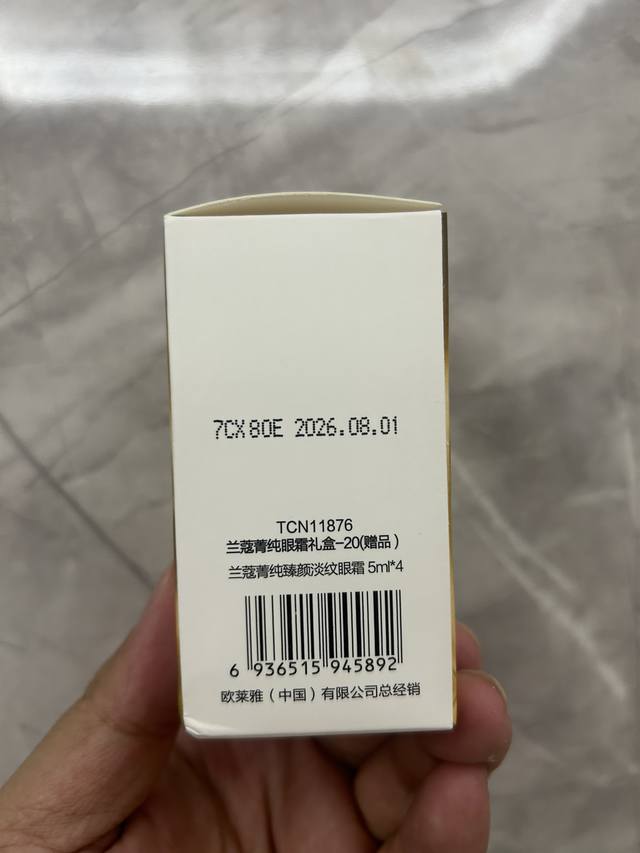 7CX80E 2026.08.01
TCN11876
兰蔻菁纯眼霜礼盒-20(赠品)
兰蔻菁纯臻颜淡纹眼霜 5ml*4
6 936515 945892
欧莱雅（中国）有限公司总经销